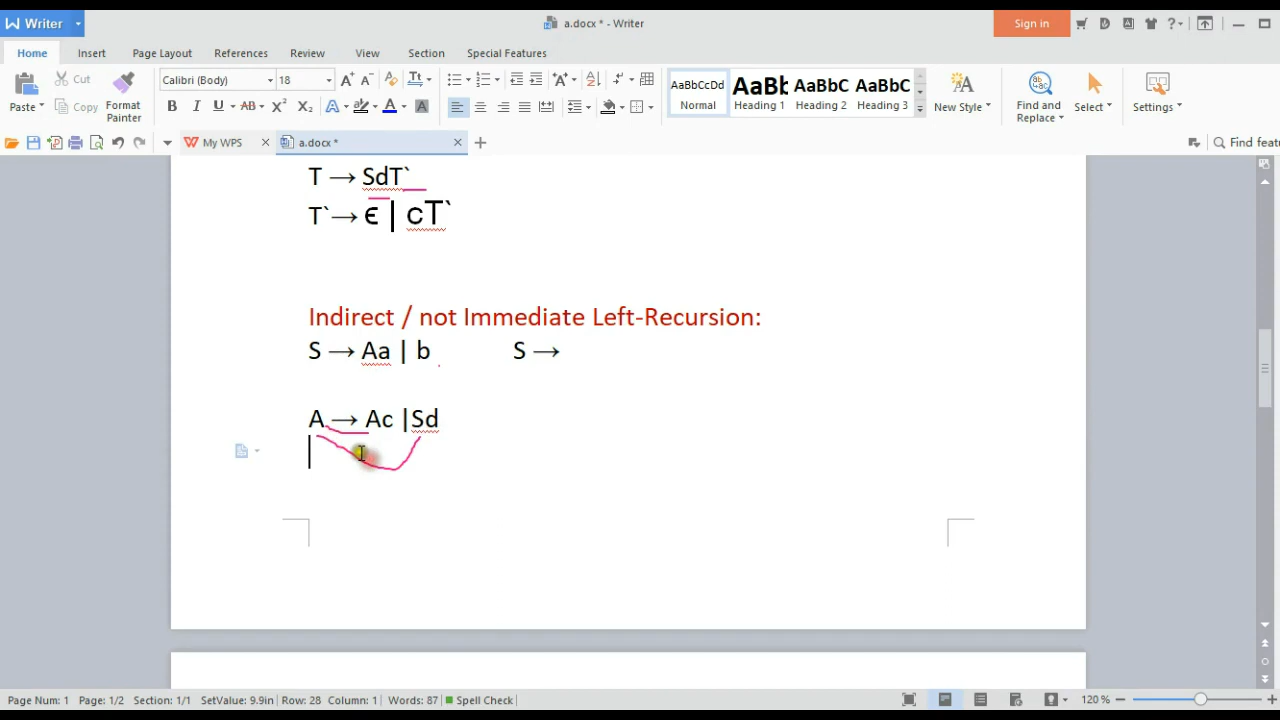 Writer
a.docx * - Writer
Sign in
Home Insert Page Layout References Review View Section Special Features
Paste Cut Copy Format Painter
Calibri (Body) 18
AaBbCcDd AaBb AaBbC AaBbC
Normal Heading 1 Heading 2 Heading 3
New Style Find and Replace Select Settings
My WPS a.docx * Find feat
T → SdT`
T`→ ϵ | cT`
Indirect / not Immediate Left-Recursion:
S → Aa | b S →
A → Ac |Sd
Page Num: 1 Page: 1/2 Section: 1/1 SetValue: 9.9in Row: 28 Column: 1 Words: 87 Spell Check 120 %